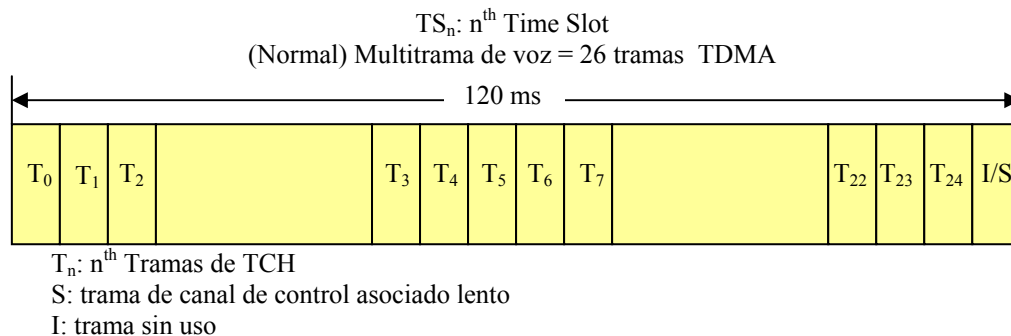 TSₙ: nᵗʰ Time Slot
(Normal) Multitrama de voz = 26 tramas TDMA
120 ms
T₀ T₁ T₂ T₃ T₄ T₅ T₆ T₇ T₂₂ T₂₃ T₂₄ I/S
Tₙ: nᵗʰ Tramas de TCH
S: trama de canal de control asociado lento
I: trama sin uso